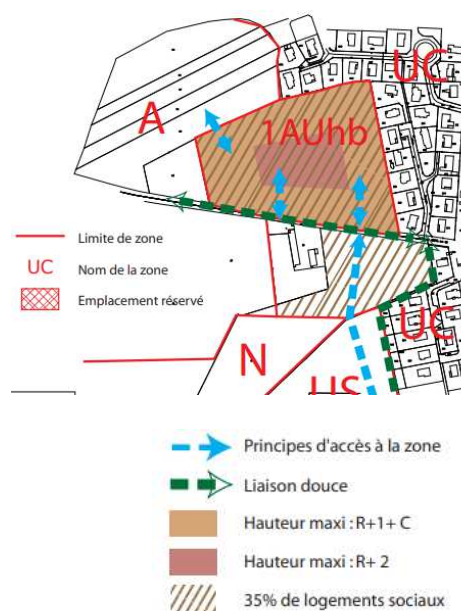 UC
A
1AUhb
Limite de zone
UC
Nom de la zone
Emplacement réservé
UC
N
US
Principes d'accès à la zone
Liaison douce
Hauteur maxi : R+1+ C
Hauteur maxi : R+ 2
35% de logements sociaux